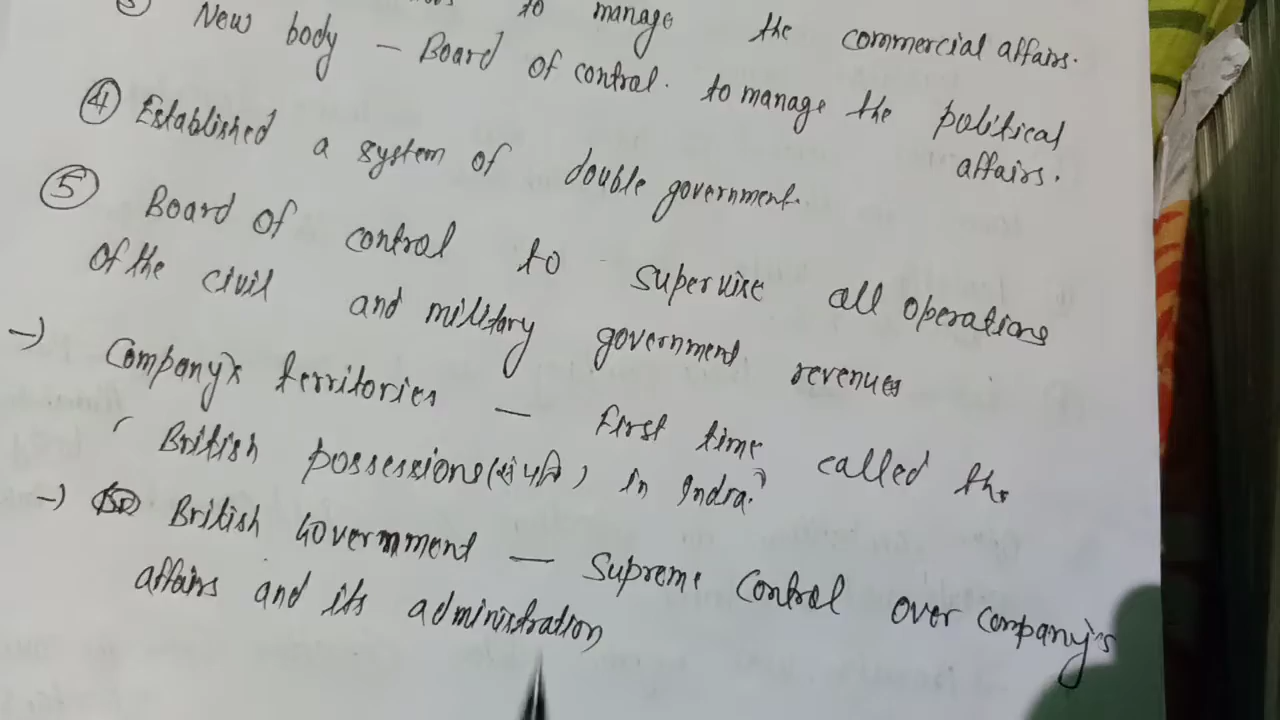 to manage the commercial affairs.
③ New body – Board of control. to manage the political affairs.
④ Established a system of double government.
⑤ Board of control to supervise all operations
of the civil and military government revenues
→ Company's territories – First time called the
'British possessions(संपत्ति) in India.'
→ British Government – Supreme Control over Company's
affairs and its administration